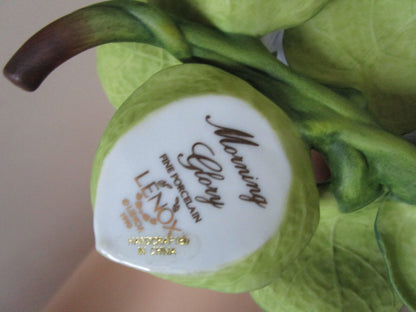 Morning
Glory
FINE PORCELAIN
LENOX
HANDCRAFTED
IN CHINA